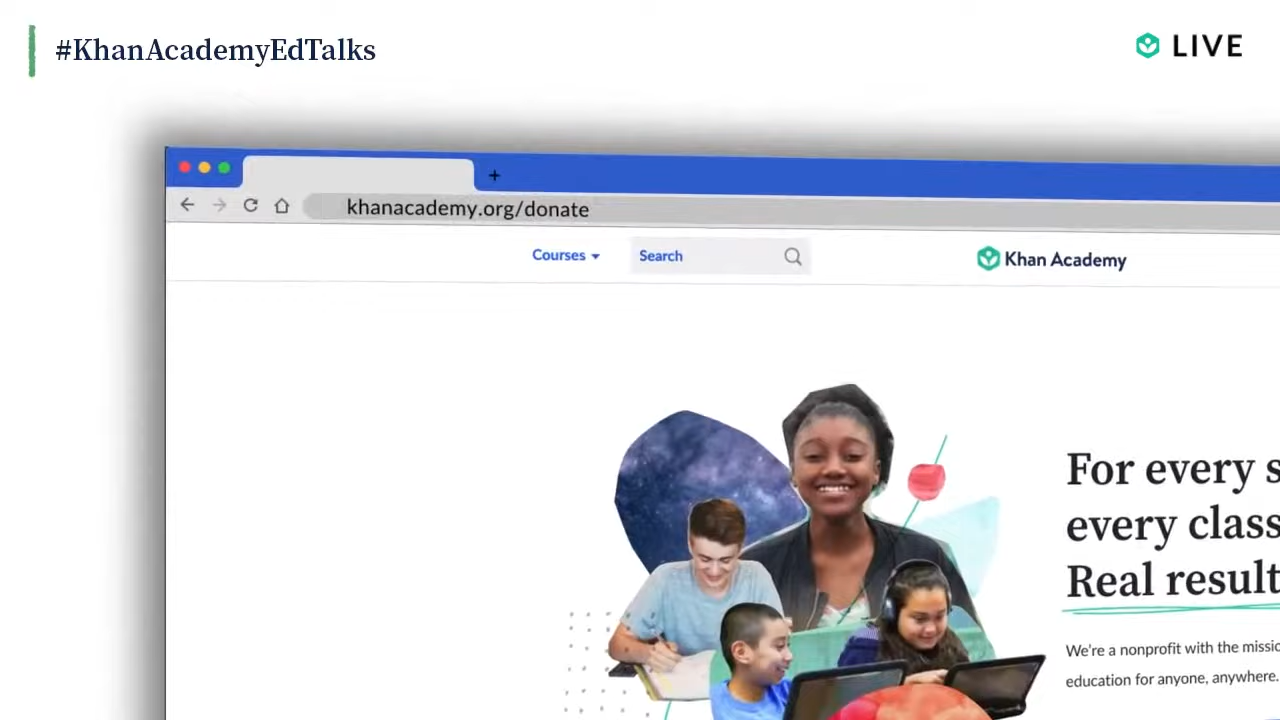 #KhanAcademyEdTalks
LIVE
+
khanacademy.org/donate
Courses
Search
Khan Academy
For every s
every class
Real result
We're a nonprofit with the missic
education for anyone, anywhere.